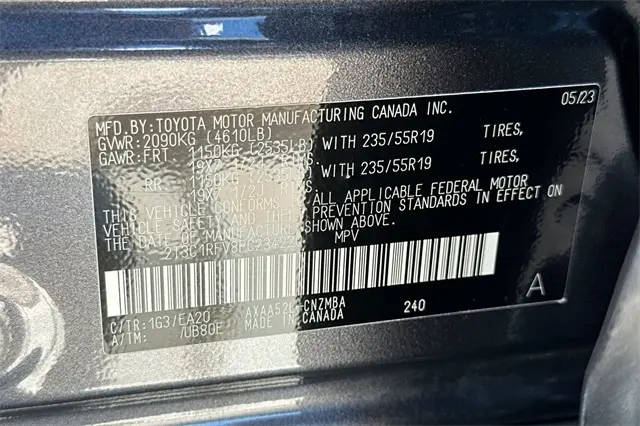 MFD.BY:TOYOTA MOTOR MANUFACTURING CANADA INC. 05/23
GVWR:2090KG (4610LB)
GAWR:FRT 1150KG (2535LB) WITH 235/55R19 TIRES,
RR WITH 235/55R19 TIRES,
THIS VEHICLE CONFORMS TO ALL APPLICABLE FEDERAL MOTOR
VEHICLE SAFETY AND PREVENTION STANDARDS IN EFFECT ON
THE DATE OF MANUFACTURE SHOWN ABOVE.
MPV
C/TR:1G3/EA20 CNZMBA 240 A
A/TM: /UB80E MADE IN CANADA